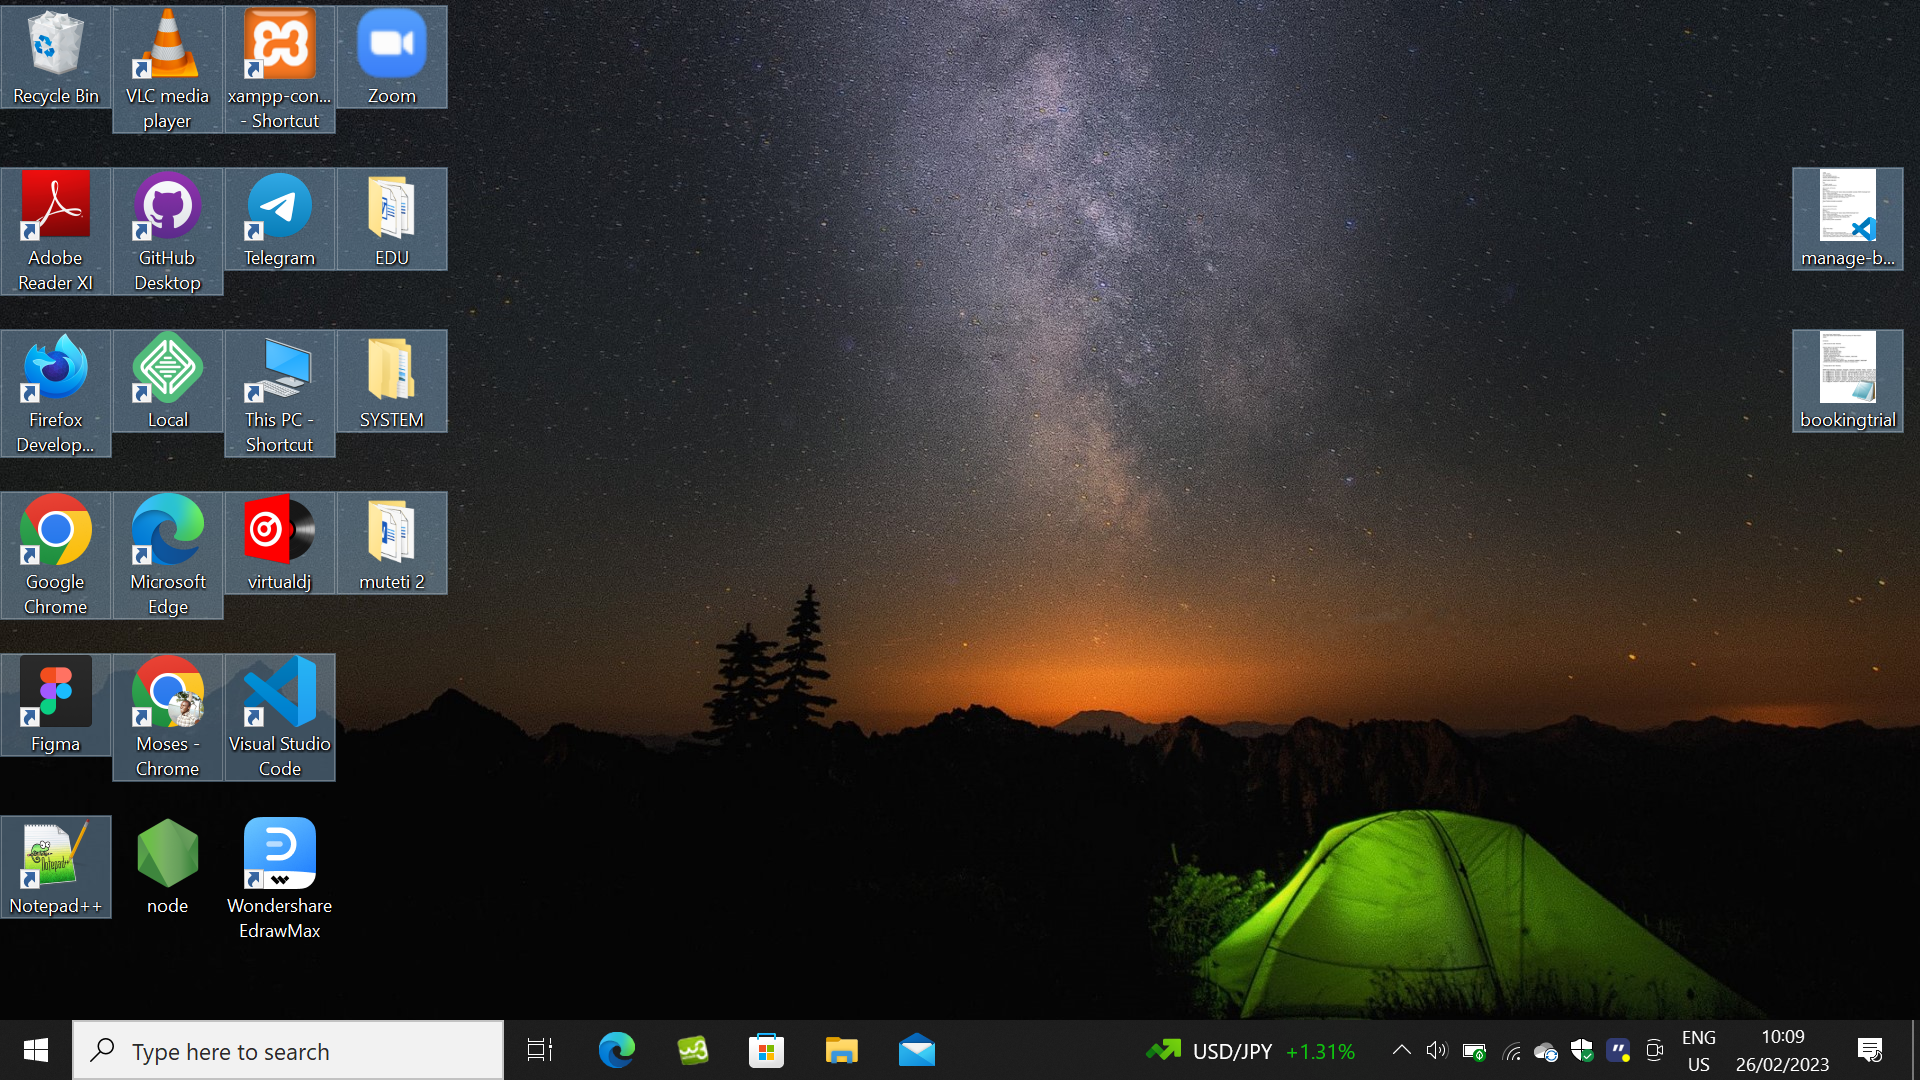 Recycle Bin
VLC media
player
xampp-con...
- Shortcut
Zoom
Adobe
Reader XI
GitHub
Desktop
Telegram
EDU
manage-b...
Firefox
Develop...
Local
This PC -
Shortcut
SYSTEM
bookingtrial
Google
Chrome
Microsoft
Edge
virtualdj
muteti 2
Figma
Moses -
Chrome
Visual Studio
Code
Notepad++
node
Wondershare
EdrawMax
Type here to search
w3
USD/JPY +1.31%
ENG
US
10:09
26/02/2023